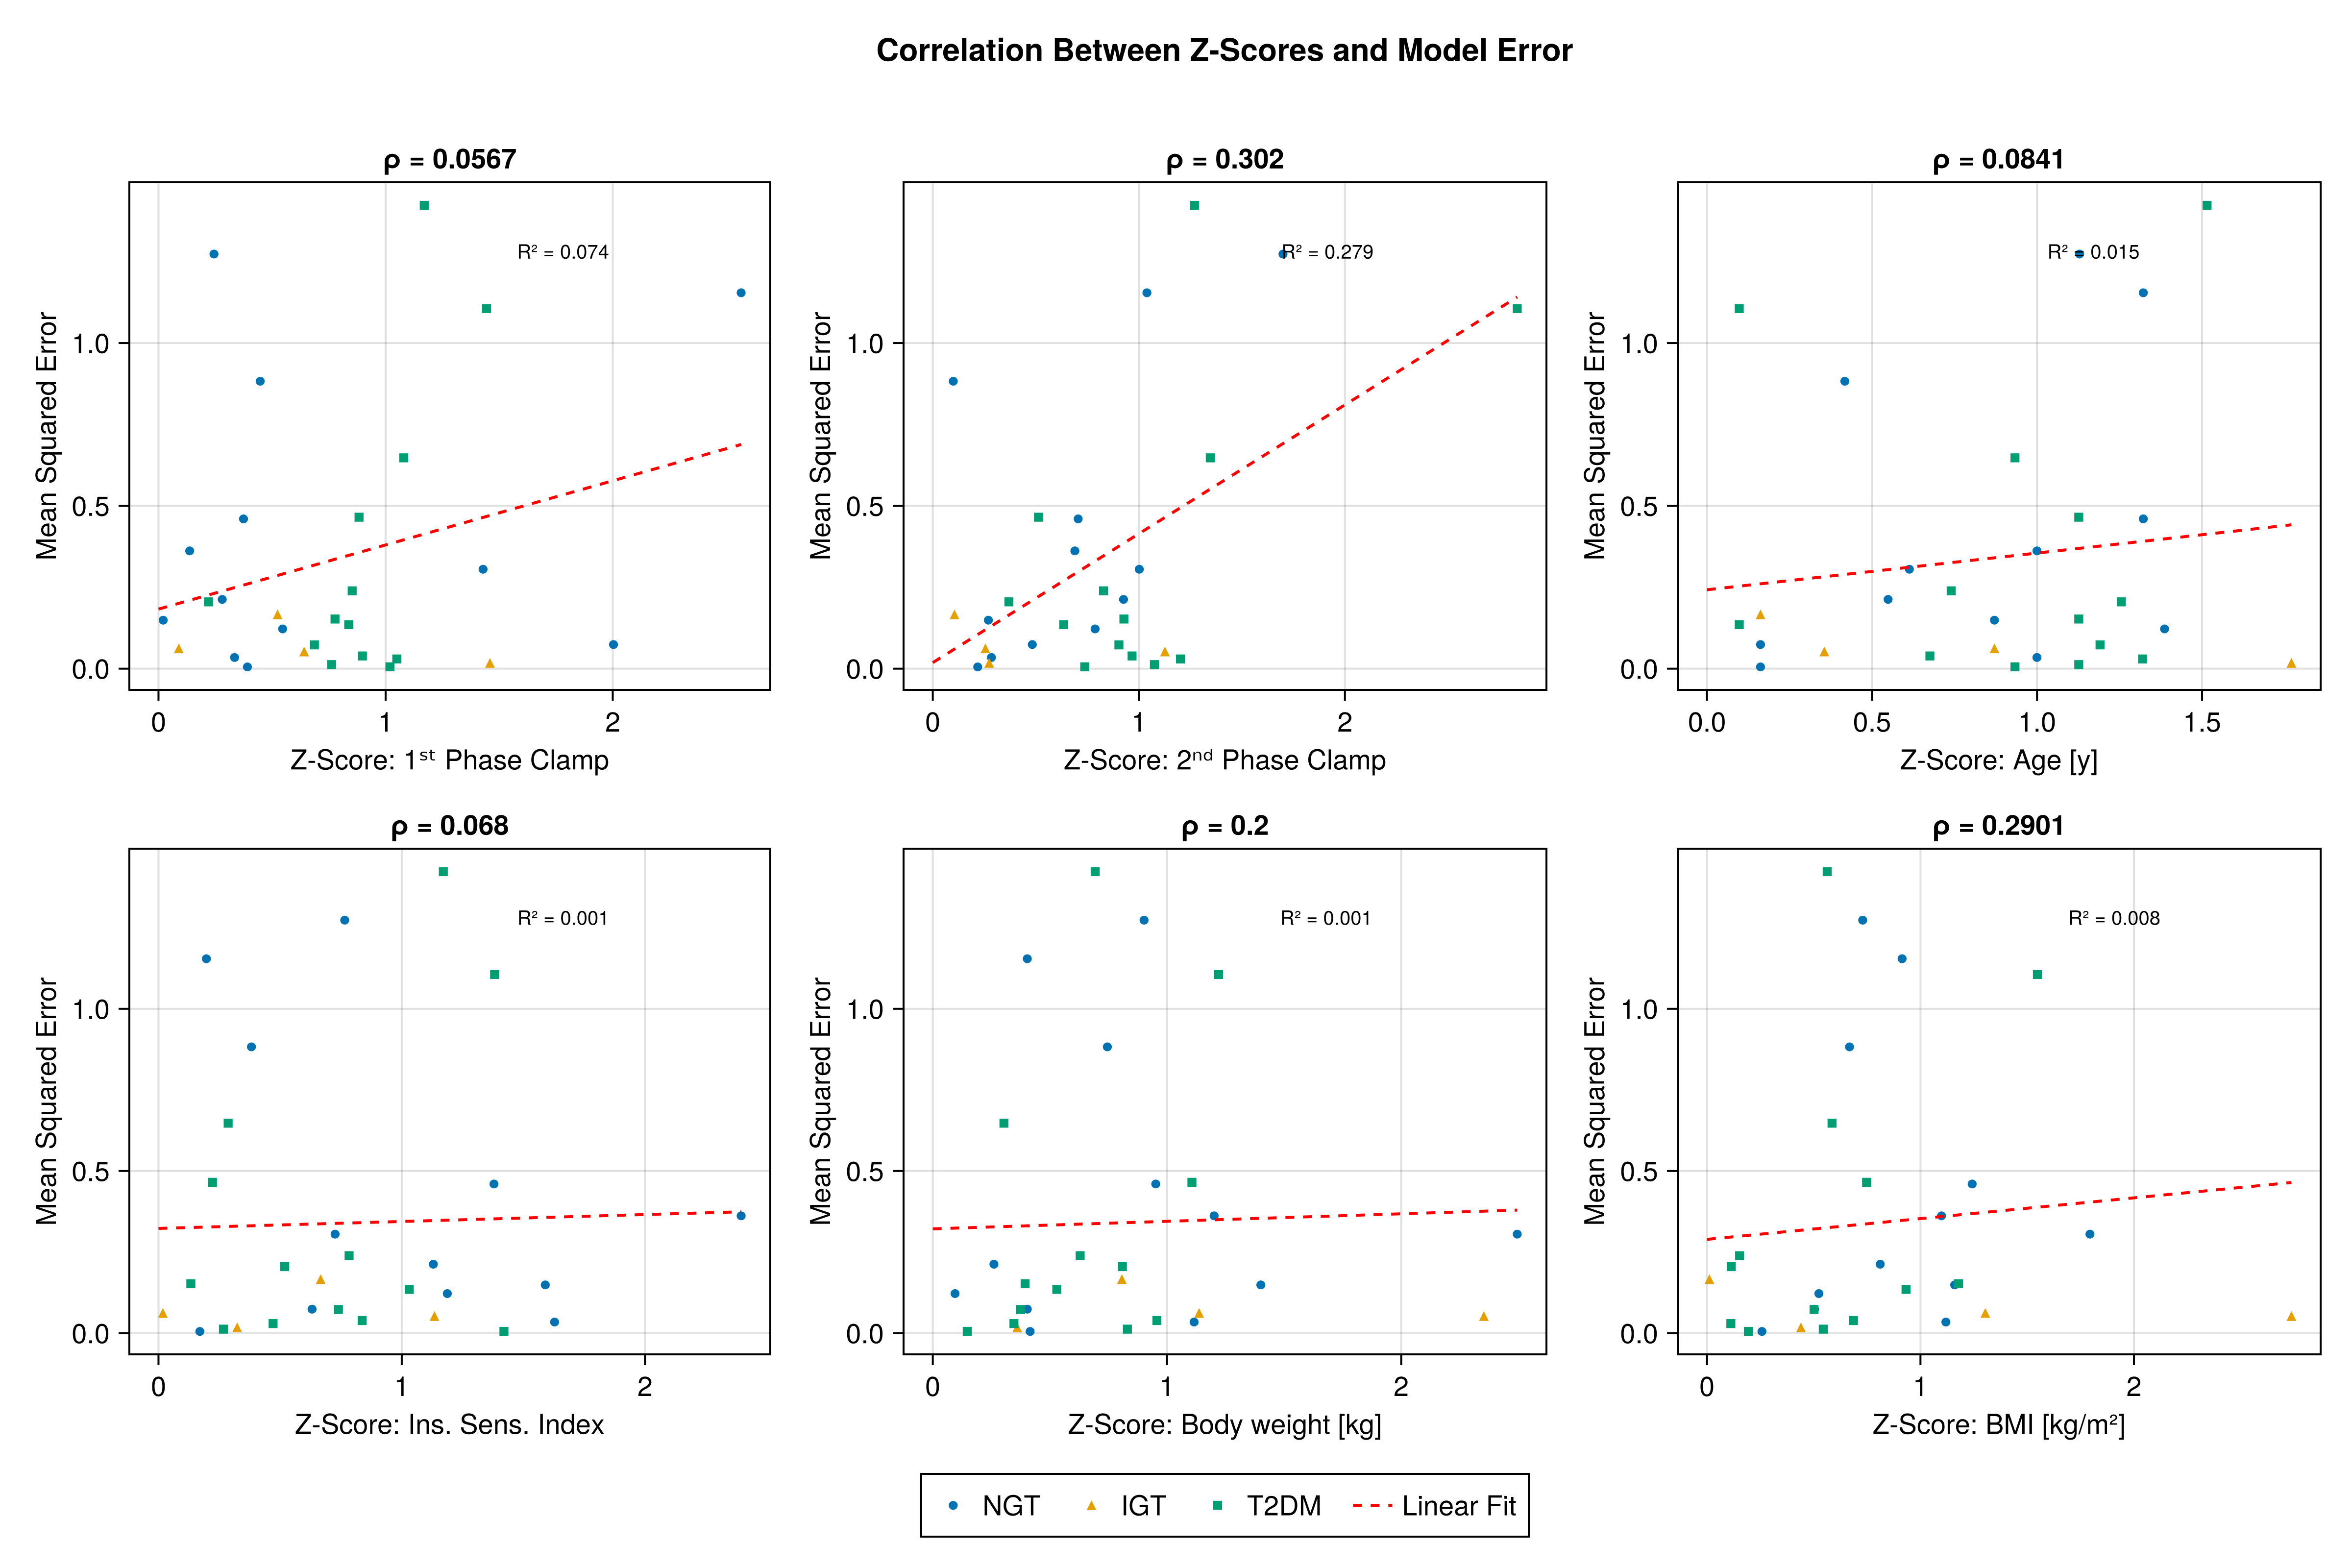 Correlation Between Z-Scores and Model Error
ρ = 0.0567
Mean Squared Error
1.0
0.5
0.0
R² = 0.074
0 1 2
Z-Score: 1ˢᵗ Phase Clamp
ρ = 0.302
Mean Squared Error
1.0
0.5
0.0
R² = 0.279
0 1 2
Z-Score: 2ⁿᵈ Phase Clamp
ρ = 0.0841
Mean Squared Error
1.0
0.5
0.0
R² = 0.015
0.0 0.5 1.0 1.5
Z-Score: Age [y]
ρ = 0.068
Mean Squared Error
1.0
0.5
0.0
R² = 0.001
0 1 2
Z-Score: Ins. Sens. Index
ρ = 0.2
Mean Squared Error
1.0
0.5
0.0
R² = 0.001
0 1 2
Z-Score: Body weight [kg]
ρ = 0.2901
Mean Squared Error
1.0
0.5
0.0
R² = 0.008
0 1 2
Z-Score: BMI [kg/m²]
NGT IGT T2DM Linear Fit